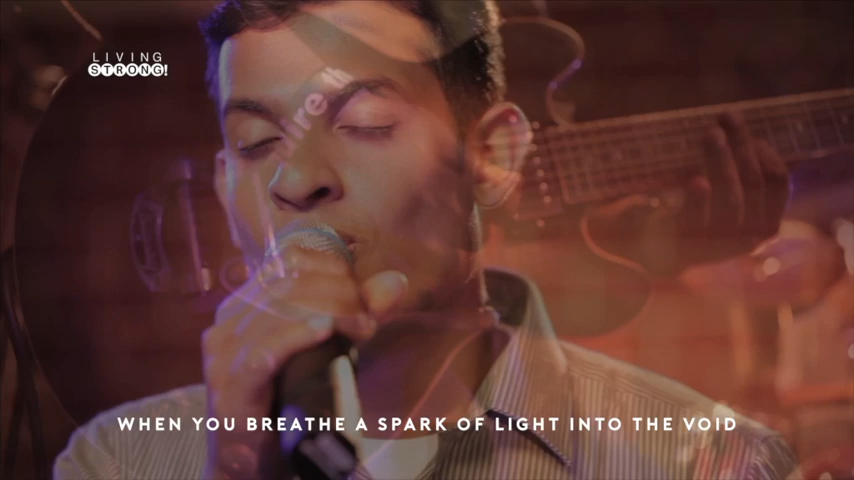 LIVING
STRONG!
WHEN YOU BREATHE A SPARK OF LIGHT INTO THE VOID